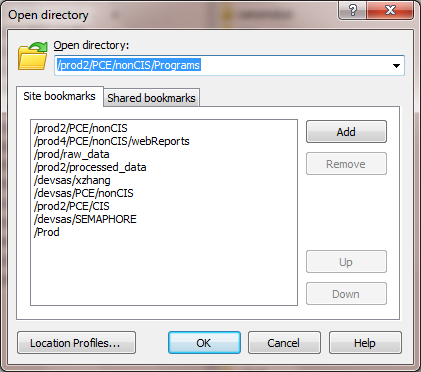 Open directory
Open directory:
/prod2/PCE/nonCIS/Programs
Site bookmarks
Shared bookmarks
/prod2/PCE/nonCIS
/prod4/PCE/nonCIS/webReports
/prod/raw_data
/prod2/processed_data
/devsas/xzhang
/devsas/PCE/nonCIS
/prod2/PCE/CIS
/devsas/SEMAPHORE
/Prod
Add
Remove
Up
Down
Location Profiles...
OK
Cancel
Help